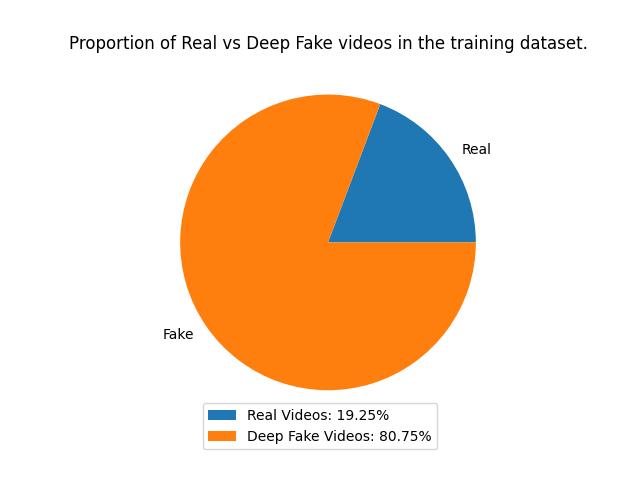 Proportion of Real vs Deep Fake videos in the training dataset.
Real
Fake
Real Videos: 19.25%
Deep Fake Videos: 80.75%